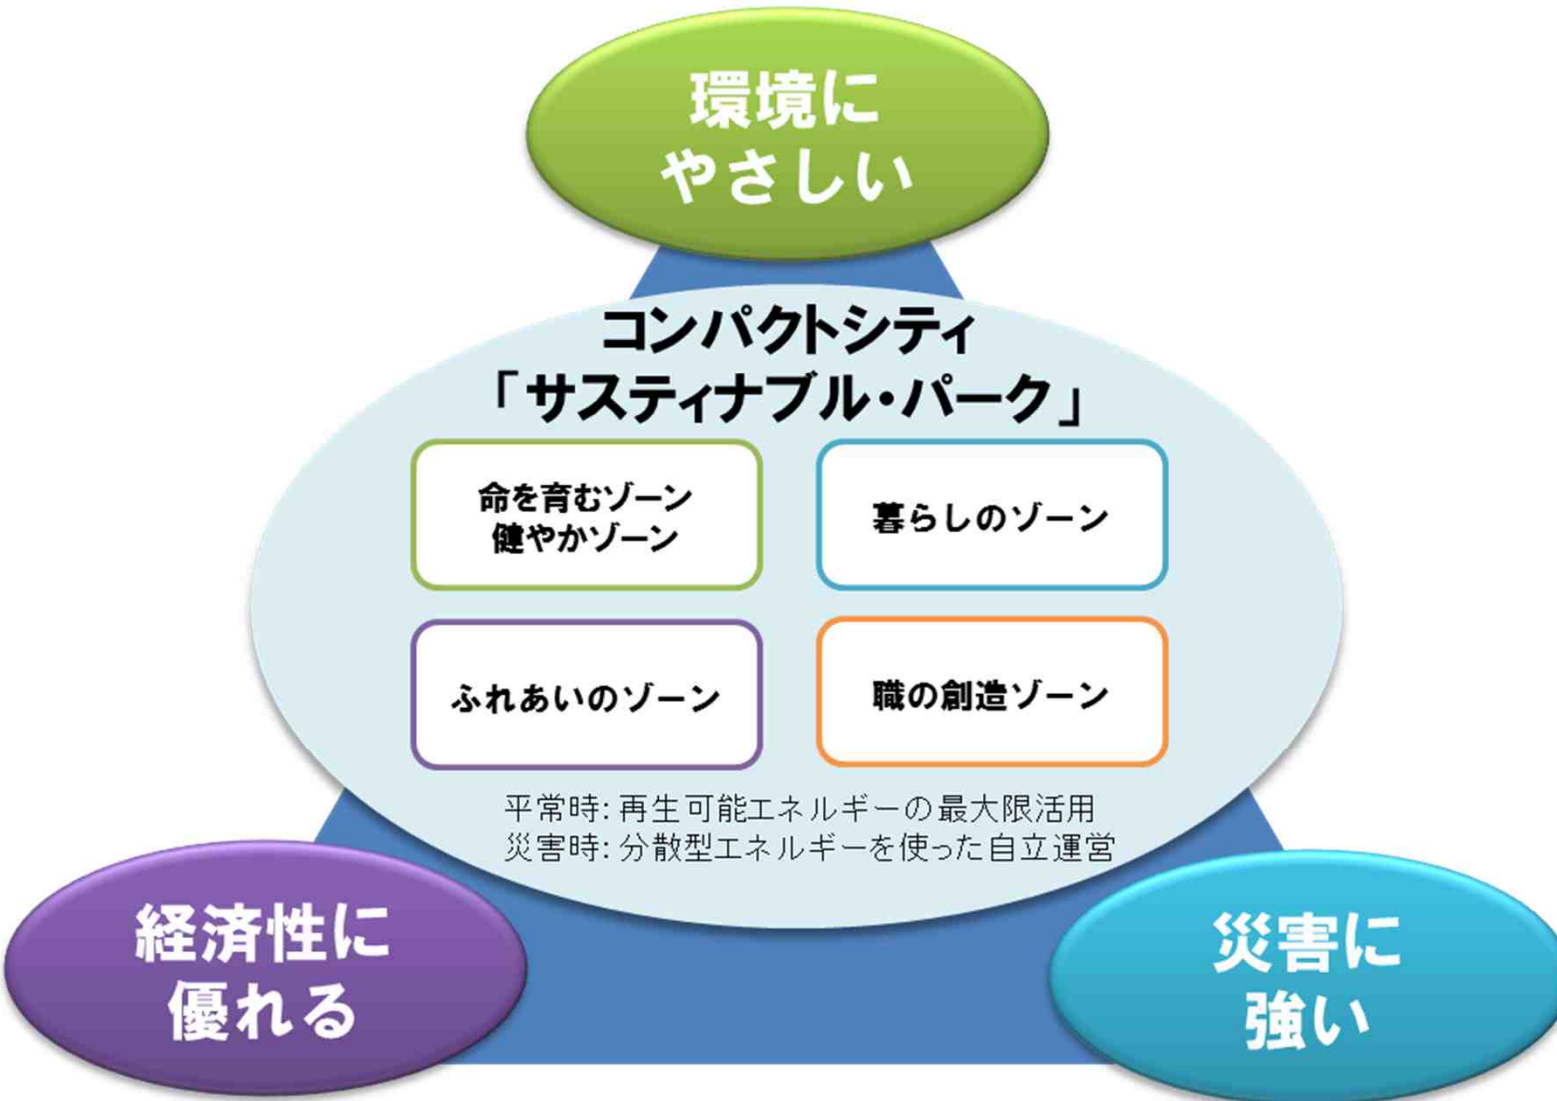 環境に
やさしい
コンパクトシティ
「サスティナブル・パーク」
命を育むゾーン
健やかゾーン
暮らしのゾーン
ふれあいのゾーン
職の創造ゾーン
平常時:再生可能エネルギーの最大限活用
災害時:分散型エネルギーを使った自立運営
経済性に
優れる
災害に
強い